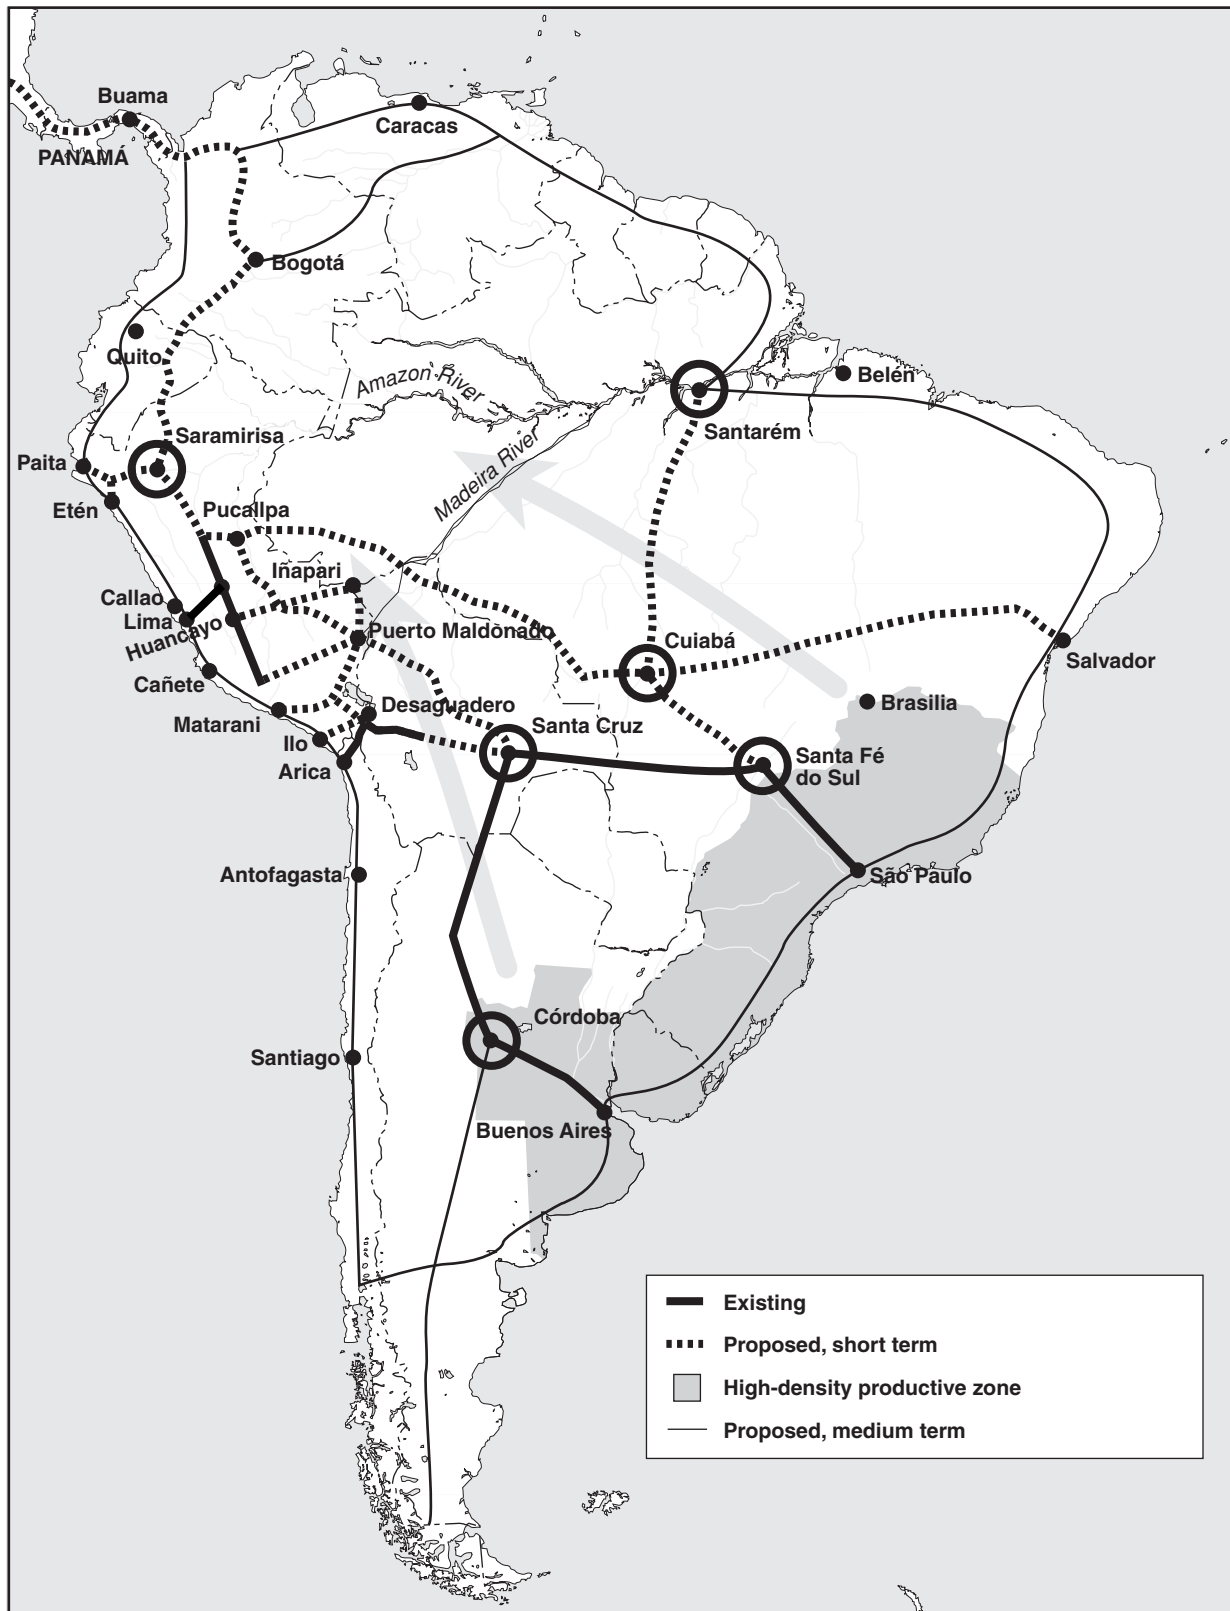 Buama
Caracas
PANAMÁ
Bogotá
Quito
Amazon River
Belén
Santarém
Saramirisa
Paita
Madeira River
Etén
Pucallpa
Iñapari
Callao
Lima
Huancayo
Puerto Maldonado
Cuiabá
Salvador
Cañete
Desaguadero
Brasilia
Matarani
Santa Cruz
Ilo
Santa Fé
do Sul
Arica
Antofagasta
São Paulo
Córdoba
Santiago
Buenos Aires
Existing
Proposed, short term
High-density productive zone
Proposed, medium term